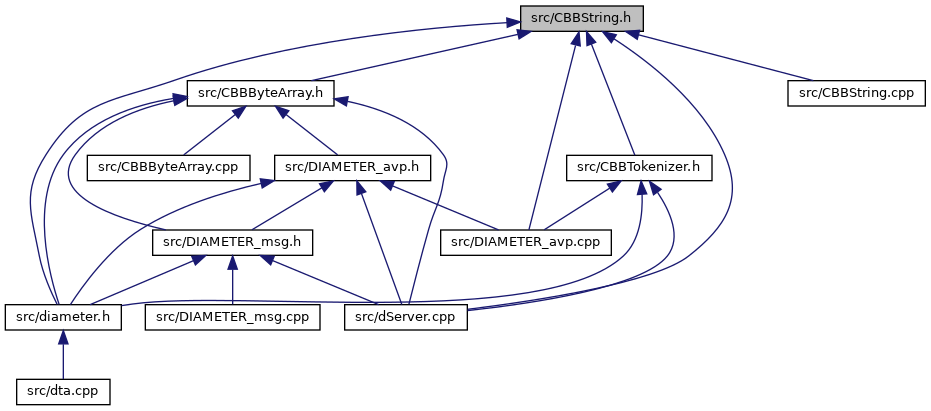 src/CBBString.h
src/CBBByteArray.h
src/CBBString.cpp
src/CBBByteArray.cpp
src/DIAMETER_avp.h
src/CBBTokenizer.h
src/DIAMETER_msg.h
src/DIAMETER_avp.cpp
src/diameter.h
src/DIAMETER_msg.cpp
src/dServer.cpp
src/dta.cpp